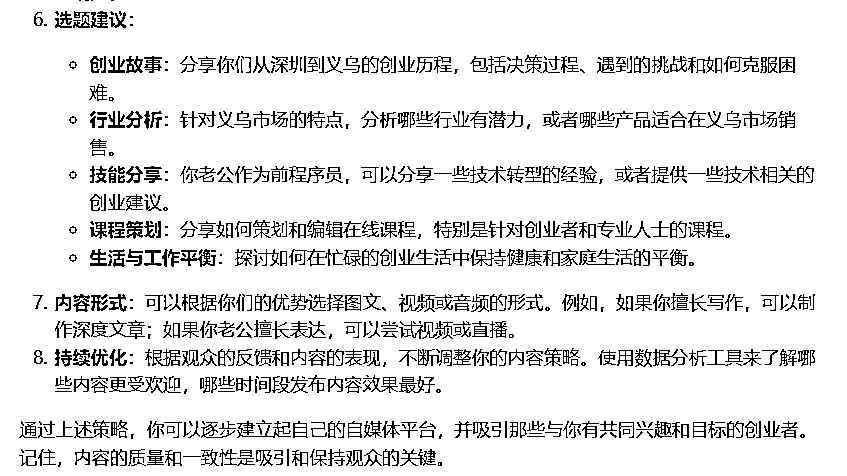 6. 选题建议：
创业故事：分享你们从深圳到义乌的创业历程，包括决策过程、遇到的挑战和如何克服困
难。
行业分析：针对义乌市场的特点，分析哪些行业有潜力，或者哪些产品适合在义乌市场销
售。
技能分享：你老公作为前程序员，可以分享一些技术转型的经验，或者提供一些技术相关的
创业建议。
课程策划：分享如何策划和编辑在线课程，特别是针对创业者和专业人士的课程。
生活与工作平衡：探讨如何在忙碌的创业生活中保持健康和家庭生活的平衡。
7. 内容形式：可以根据你们的优势选择图文、视频或音频的形式。例如，如果你擅长写作，可以制
作深度文章；如果你老公擅长表达，可以尝试视频或直播。
8. 持续优化：根据观众的反馈和内容的表现，不断调整你的内容策略。使用数据分析工具来了解哪
些内容更受欢迎，哪些时间段发布内容效果最好。
通过上述策略，你可以逐步建立起自己的自媒体平台，并吸引那些与你有共同兴趣和目标的创业者。
记住，内容的质量和一致性是吸引和保持观众的关键。